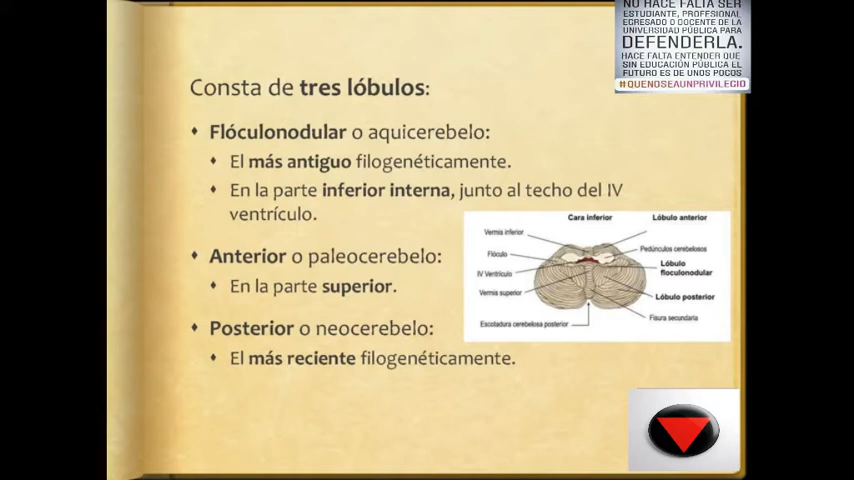 NO HACE FALTA SER
ESTUDIANTE, PROFESIONAL
EGRESADO O DOCENTE DE LA
UNIVERSIDAD PÚBLICA PARA
DEFENDERLA.
HACE FALTA ENTENDER QUE
SIN EDUCACIÓN PÚBLICA EL
FUTURO ES DE UNOS POCOS
#QUENOSEAUNPRIVILEGIO
Consta de tres lóbulos:
Flóculonodular o aquicerebelo:
El más antiguo filogenéticamente.
En la parte inferior interna, junto al techo del IV
ventrículo.
Anterior o paleocerebelo:
En la parte superior.
Posterior o neocerebelo:
El más reciente filogenéticamente.
Cara inferior
Lóbulo anterior
Vermis inferior
Pedúnculos cerebelosos
Flóculo
Lóbulo
floculonodular
IV Ventrículo
Vermis superior
Lóbulo posterior
Fisura secundaria
Escotadura cerebelosa posterior